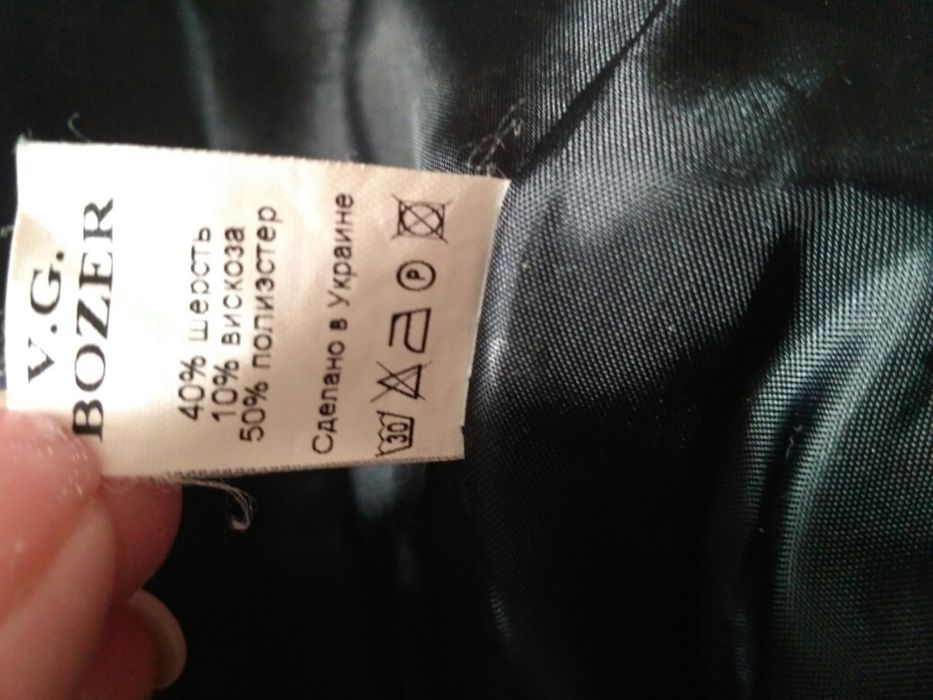 V.G.
BOZER
40% шерсть
10% вискоза
50% полиэстер
Сделано в Украине
30 P